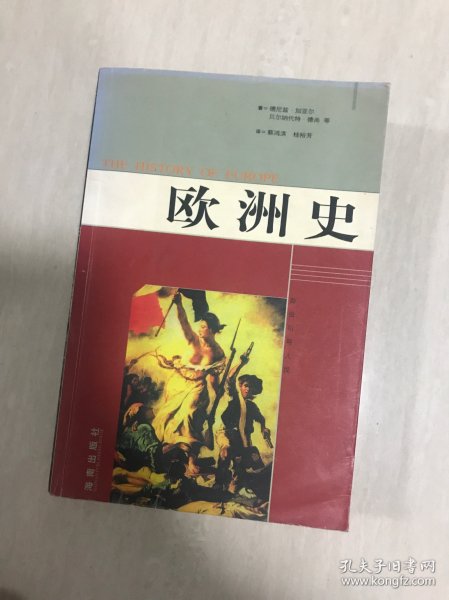 著=德尼兹·加亚尔
贝尔纳代特·德尚 等
译=蔡鸿滨 桂裕芳
THE HISTORY OF EUROPE
欧洲史
海南出版社
孔夫子旧书网
www.kongfz.com